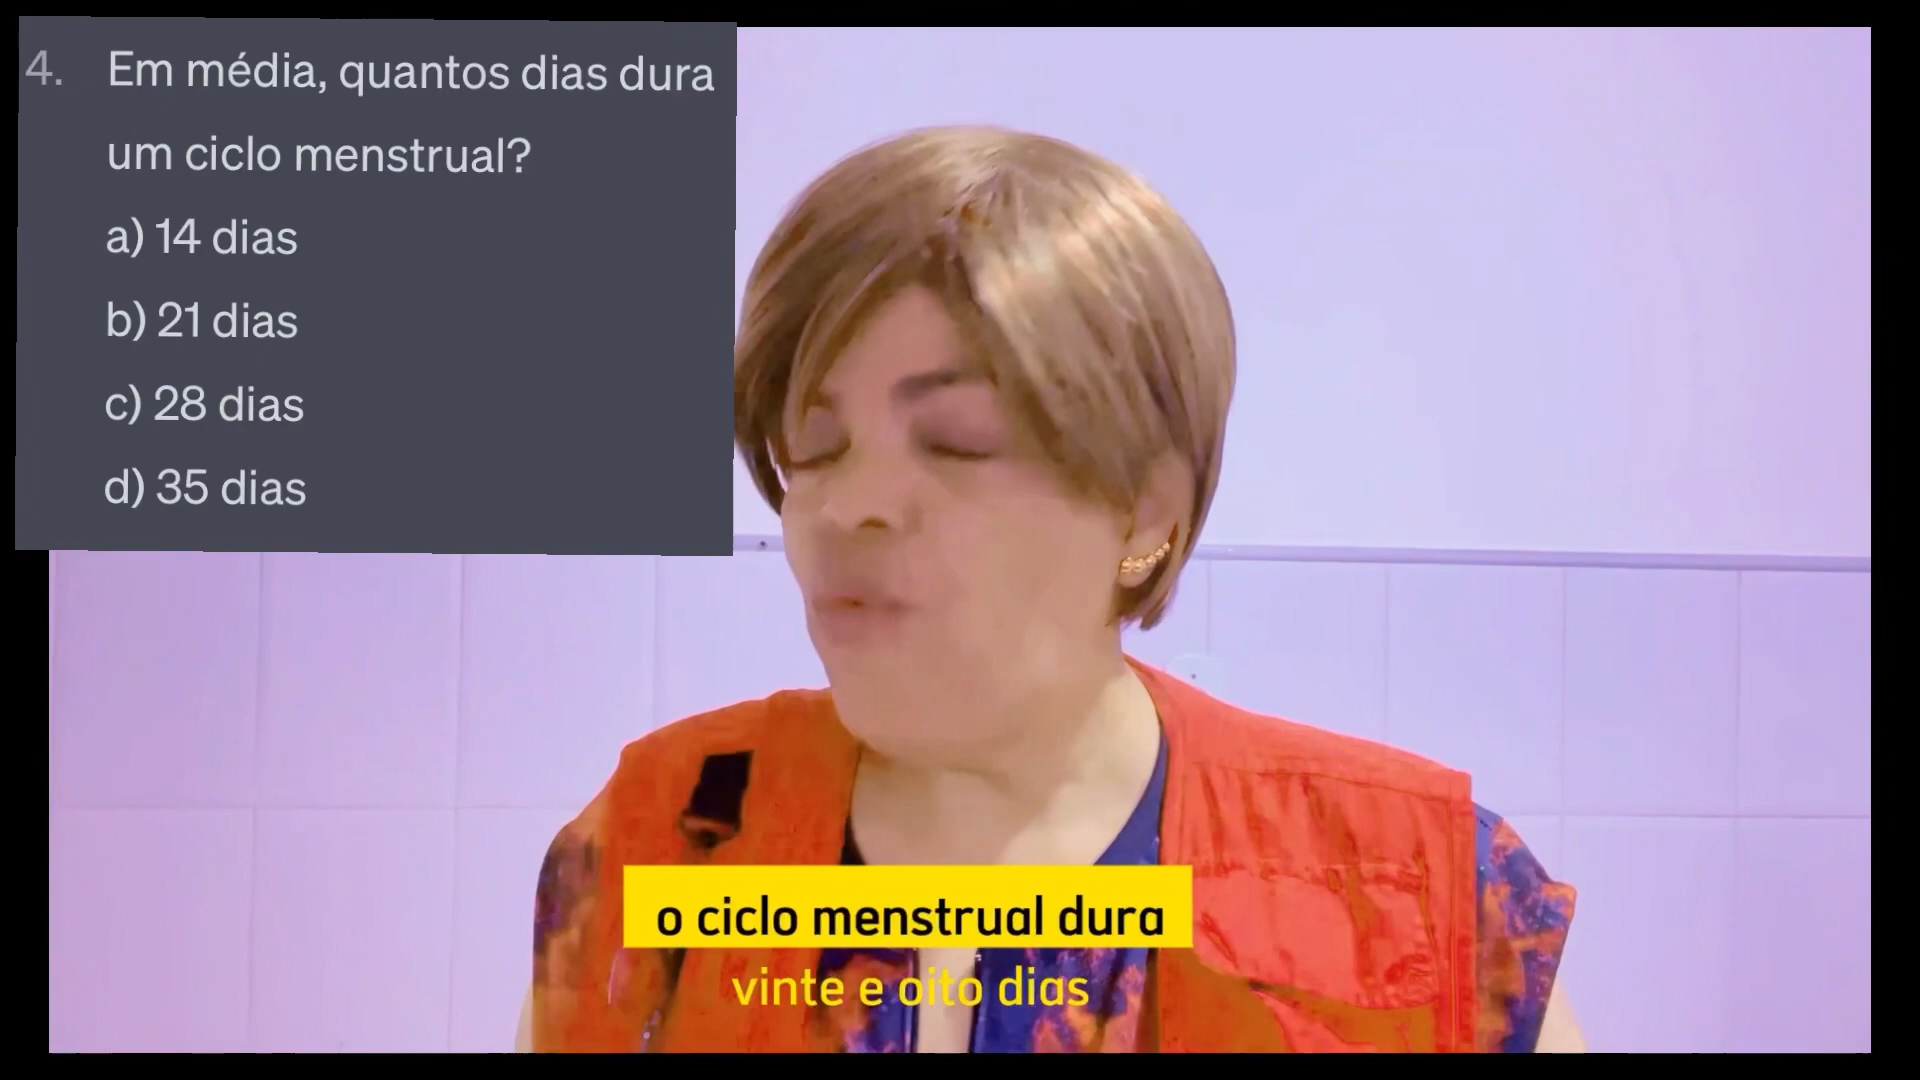 4. Em média, quantos dias dura
um ciclo menstrual?
a) 14 dias
b) 21 dias
c) 28 dias
d) 35 dias
o ciclo menstrual dura
vinte e oito dias